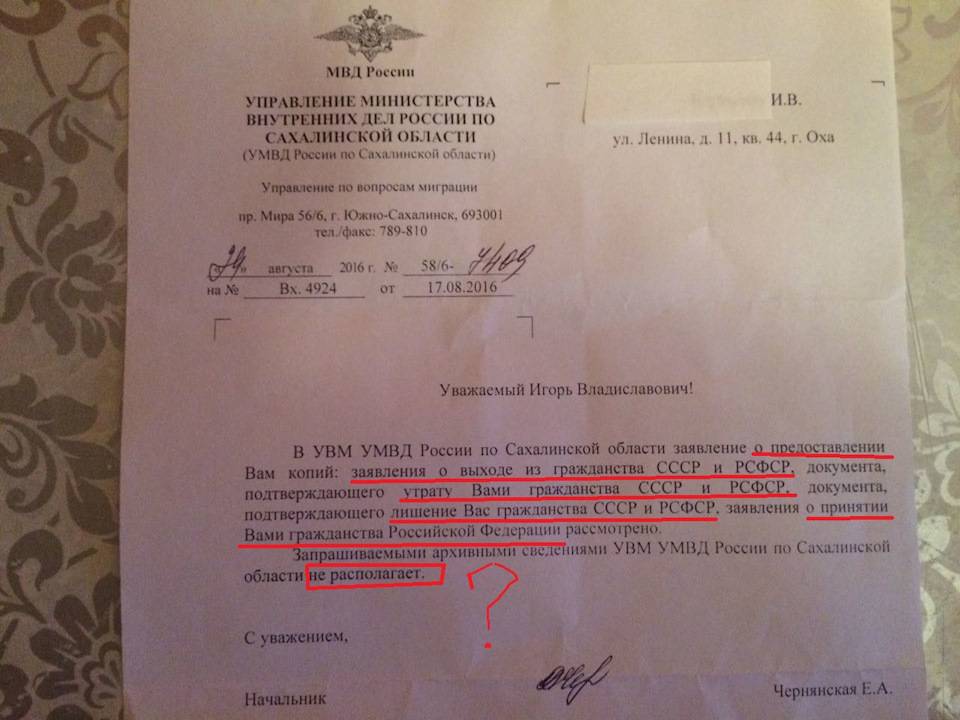 МВД России
УПРАВЛЕНИЕ МИНИСТЕРСТВА
ВНУТРЕННИХ ДЕЛ РОССИИ ПО
САХАЛИНСКОЙ ОБЛАСТИ
(УМВД России по Сахалинской области)
Управление по вопросам миграции
пр. Мира 56/6, г. Южно-Сахалинск, 693001
тел./факс: 789-810
«29» августа 2016 г. № 58/6-7409
на № Вх. 4924 от 17.08.2016
И.В.
ул. Ленина, д. 11, кв. 44, г. Оха
Уважаемый Игорь Владиславович!
В УВМ УМВД России по Сахалинской области заявление о предоставлении
Вам копий: заявления о выходе из гражданства СССР и РСФСР, документа,
подтверждающего утрату Вами гражданства СССР и РСФСР, документа,
подтверждающего лишение Вас гражданства СССР и РСФСР, заявления о принятии
Вами гражданства Российской Федерации рассмотрено.
Запрашиваемыми архивными сведениями УВМ УМВД России по Сахалинской
области не располагает. ?
С уважением,
Начальник Чернянская Е.А.